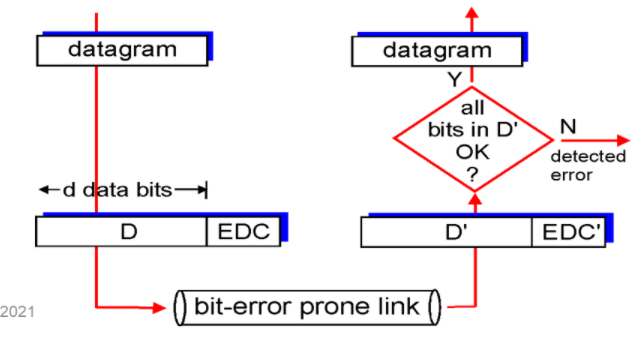 datagram
datagram
Y
all
bits in D'
OK
?
N
detected
error
d data bits
D
EDC
D'
EDC'
bit-error prone link
2021